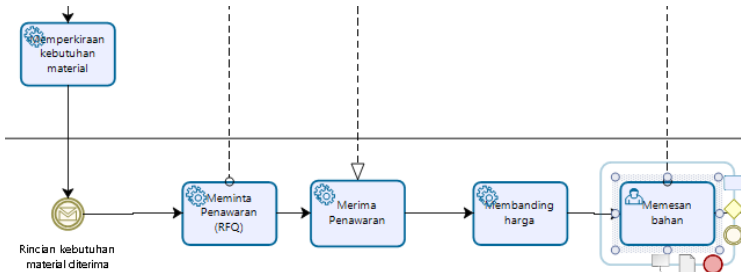 Memperkiraan
kebutuhan
material
Meminta
Penawaran
(RFQ)
Merima
Penawaran
Membanding
harga
Memesan
bahan
Rincian kebutuhan
material diterima